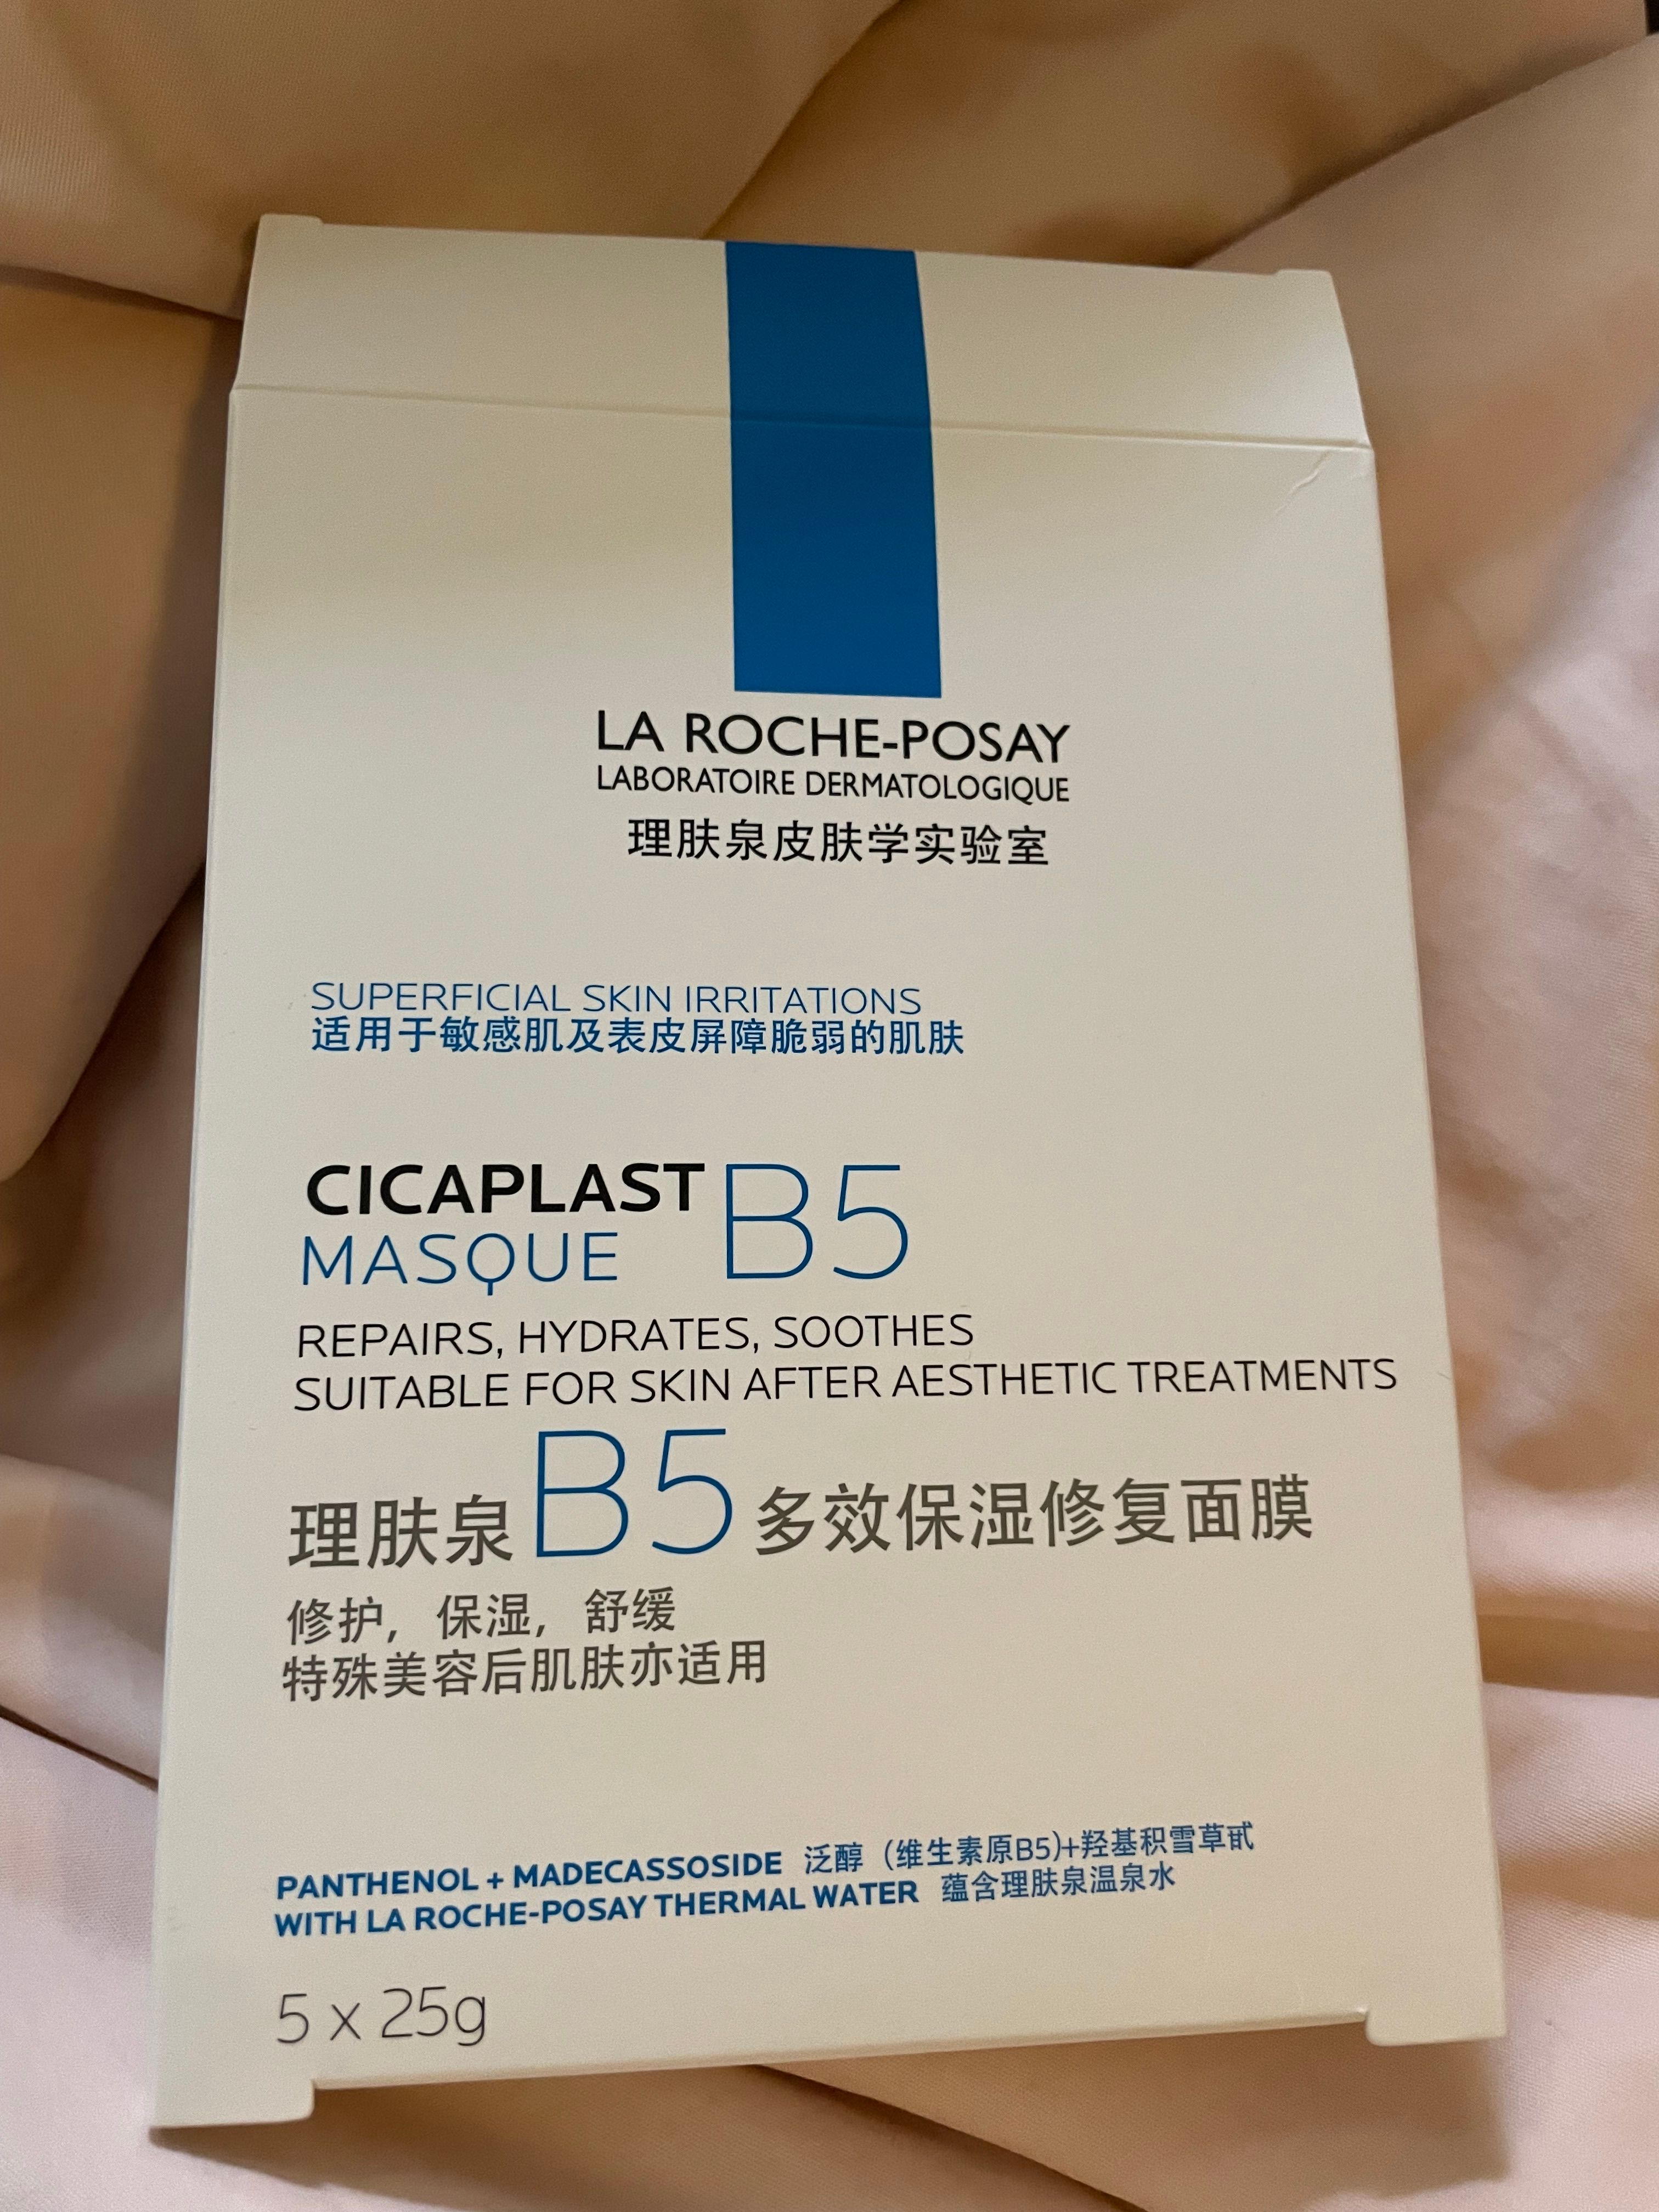 LA ROCHE-POSAY
LABORATOIRE DERMATOLOGIQUE
理肤泉皮肤学实验室
SUPERFICIAL SKIN IRRITATIONS
适用于敏感肌及表皮屏障脆弱的肌肤
CICAPLAST B5
MASQUE
REPAIRS, HYDRATES, SOOTHES
SUITABLE FOR SKIN AFTER AESTHETIC TREATMENTS
理肤泉B5多效保湿修复面膜
修护，保湿，舒缓
特殊美容后肌肤亦适用
PANTHENOL + MADECASSOSIDE 泛醇（维生素原B5)+羟基积雪草甙
WITH LA ROCHE-POSAY THERMAL WATER 蕴含理肤泉温泉水
5 x 25g